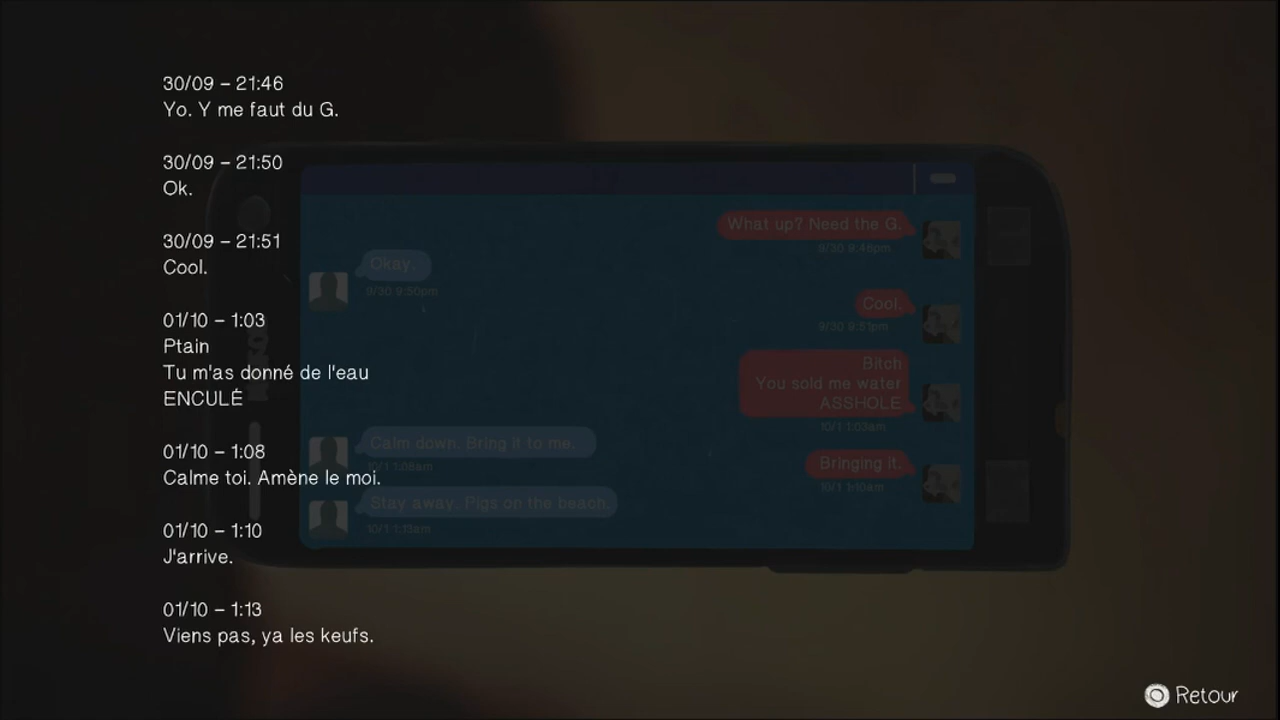 30/09 – 21:46
Yo. Y me faut du G.
30/09 – 21:50
Ok.
30/09 – 21:51
Cool.
01/10 – 1:03
Ptain
Tu m'as donné de l'eau
ENCULÉ
01/10 – 1:08
Calme toi. Amène le moi.
01/10 – 1:10
J'arrive.
01/10 – 1:13
Viens pas, ya les keufs.
What up? Need the G.
9/30 9:46pm
Okay.
9/30 9:50pm
Cool.
9/30 9:51pm
Bitch
You sold me water
ASSHOLE
10/1 1:03am
Calm down. Bring it to me.
10/1 1:08am
Bringing it.
10/1 1:10am
Stay away. Pigs on the beach.
10/1 1:13am
Retour